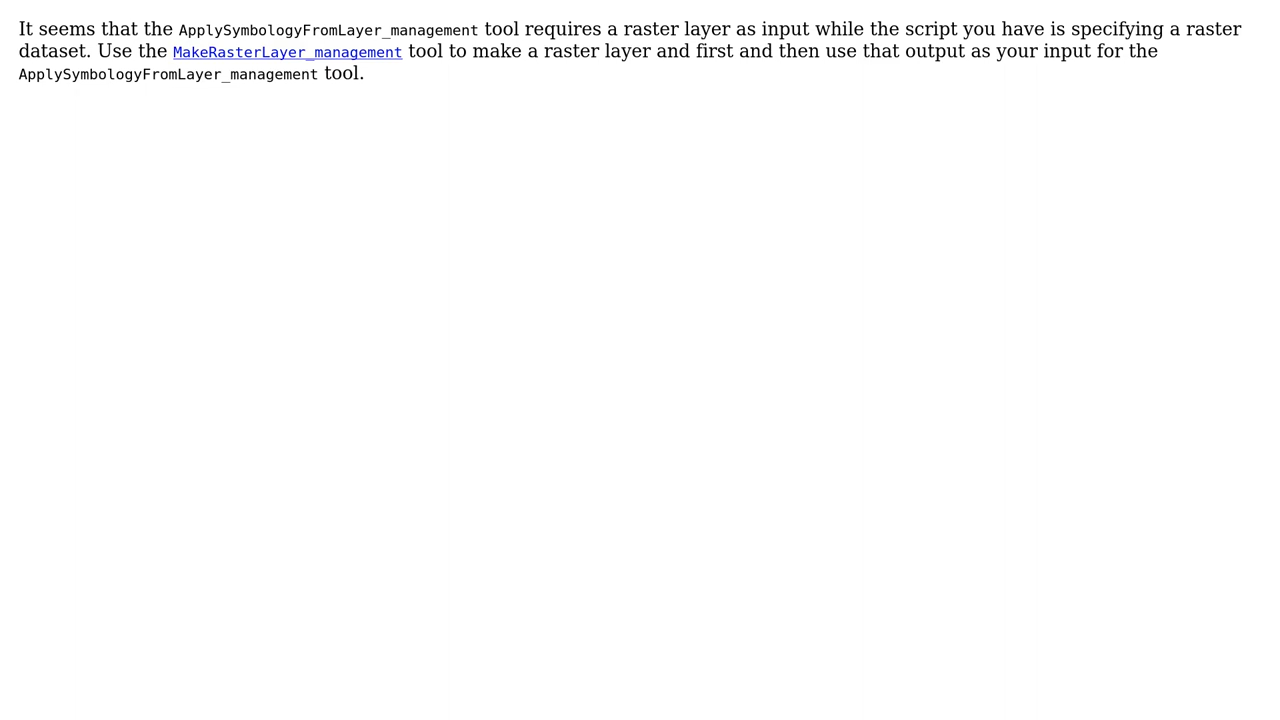 It seems that the ApplySymbologyFromLayer_management tool requires a raster layer as input while the script you have is specifying a raster
dataset. Use the MakeRasterLayer_management tool to make a raster layer and first and then use that output as your input for the
ApplySymbologyFromLayer_management tool.